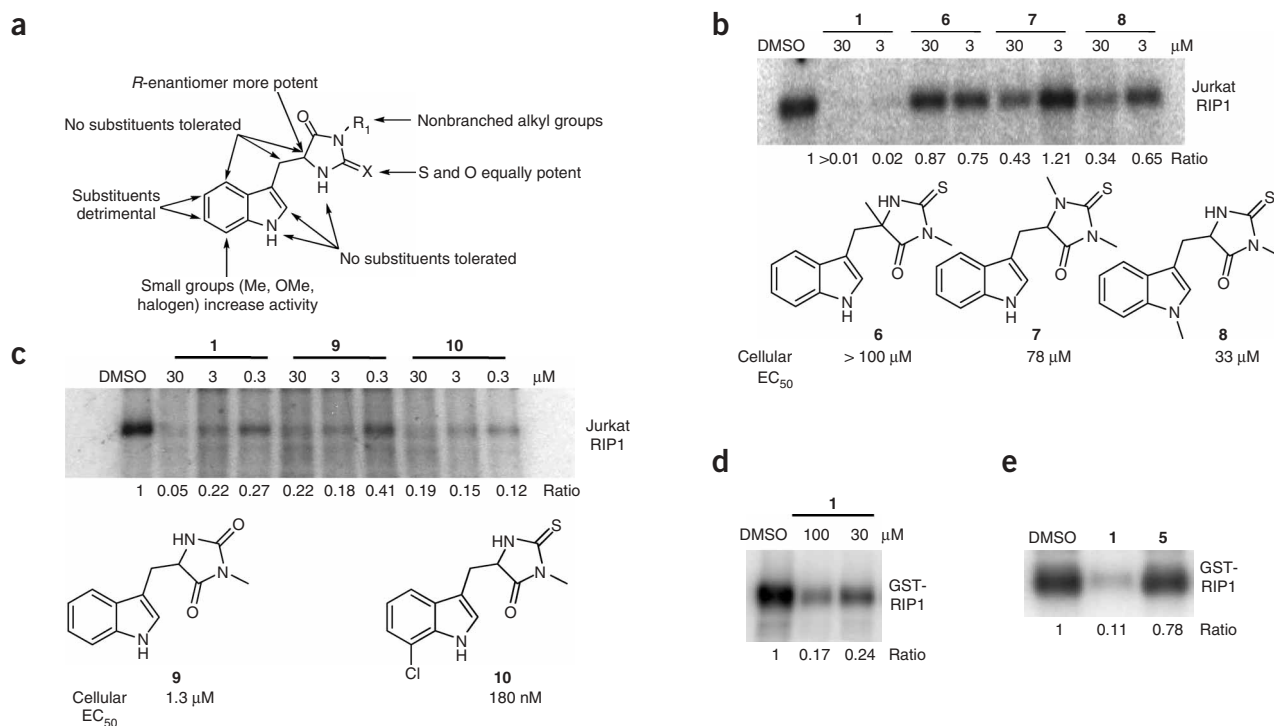 a
R-enantiomer more potent
No substituents tolerated
O
R1
N
Nonbranched alkyl groups
N
H
X
S and O equally potent
Substituents
detrimental
N
H
No substituents tolerated
Small groups (Me, OMe,
halogen) increase activity
b
1 6 7 8
DMSO 30 3 30 3 30 3 30 3 μM
Jurkat
RIP1
1 >0.01 0.02 0.87 0.75 0.43 1.21 0.34 0.65 Ratio
HN S N S HN S
N N N
O O O
N N N
H H
6 7 8
Cellular
EC50
> 100 μM 78 μM 33 μM
c
1 9 10
DMSO 30 3 0.3 30 3 0.3 30 3 0.3 μM
Jurkat
RIP1
1 0.05 0.22 0.27 0.22 0.18 0.41 0.19 0.15 0.12 Ratio
HN O HN S
N N
O O
N N
H H
Cl
9 10
Cellular
EC50
1.3 μM 180 nM
d
1
DMSO 100 30 μM
GST-
RIP1
1 0.17 0.24 Ratio
e
DMSO 1 5
GST-
RIP1
1 0.11 0.78 Ratio